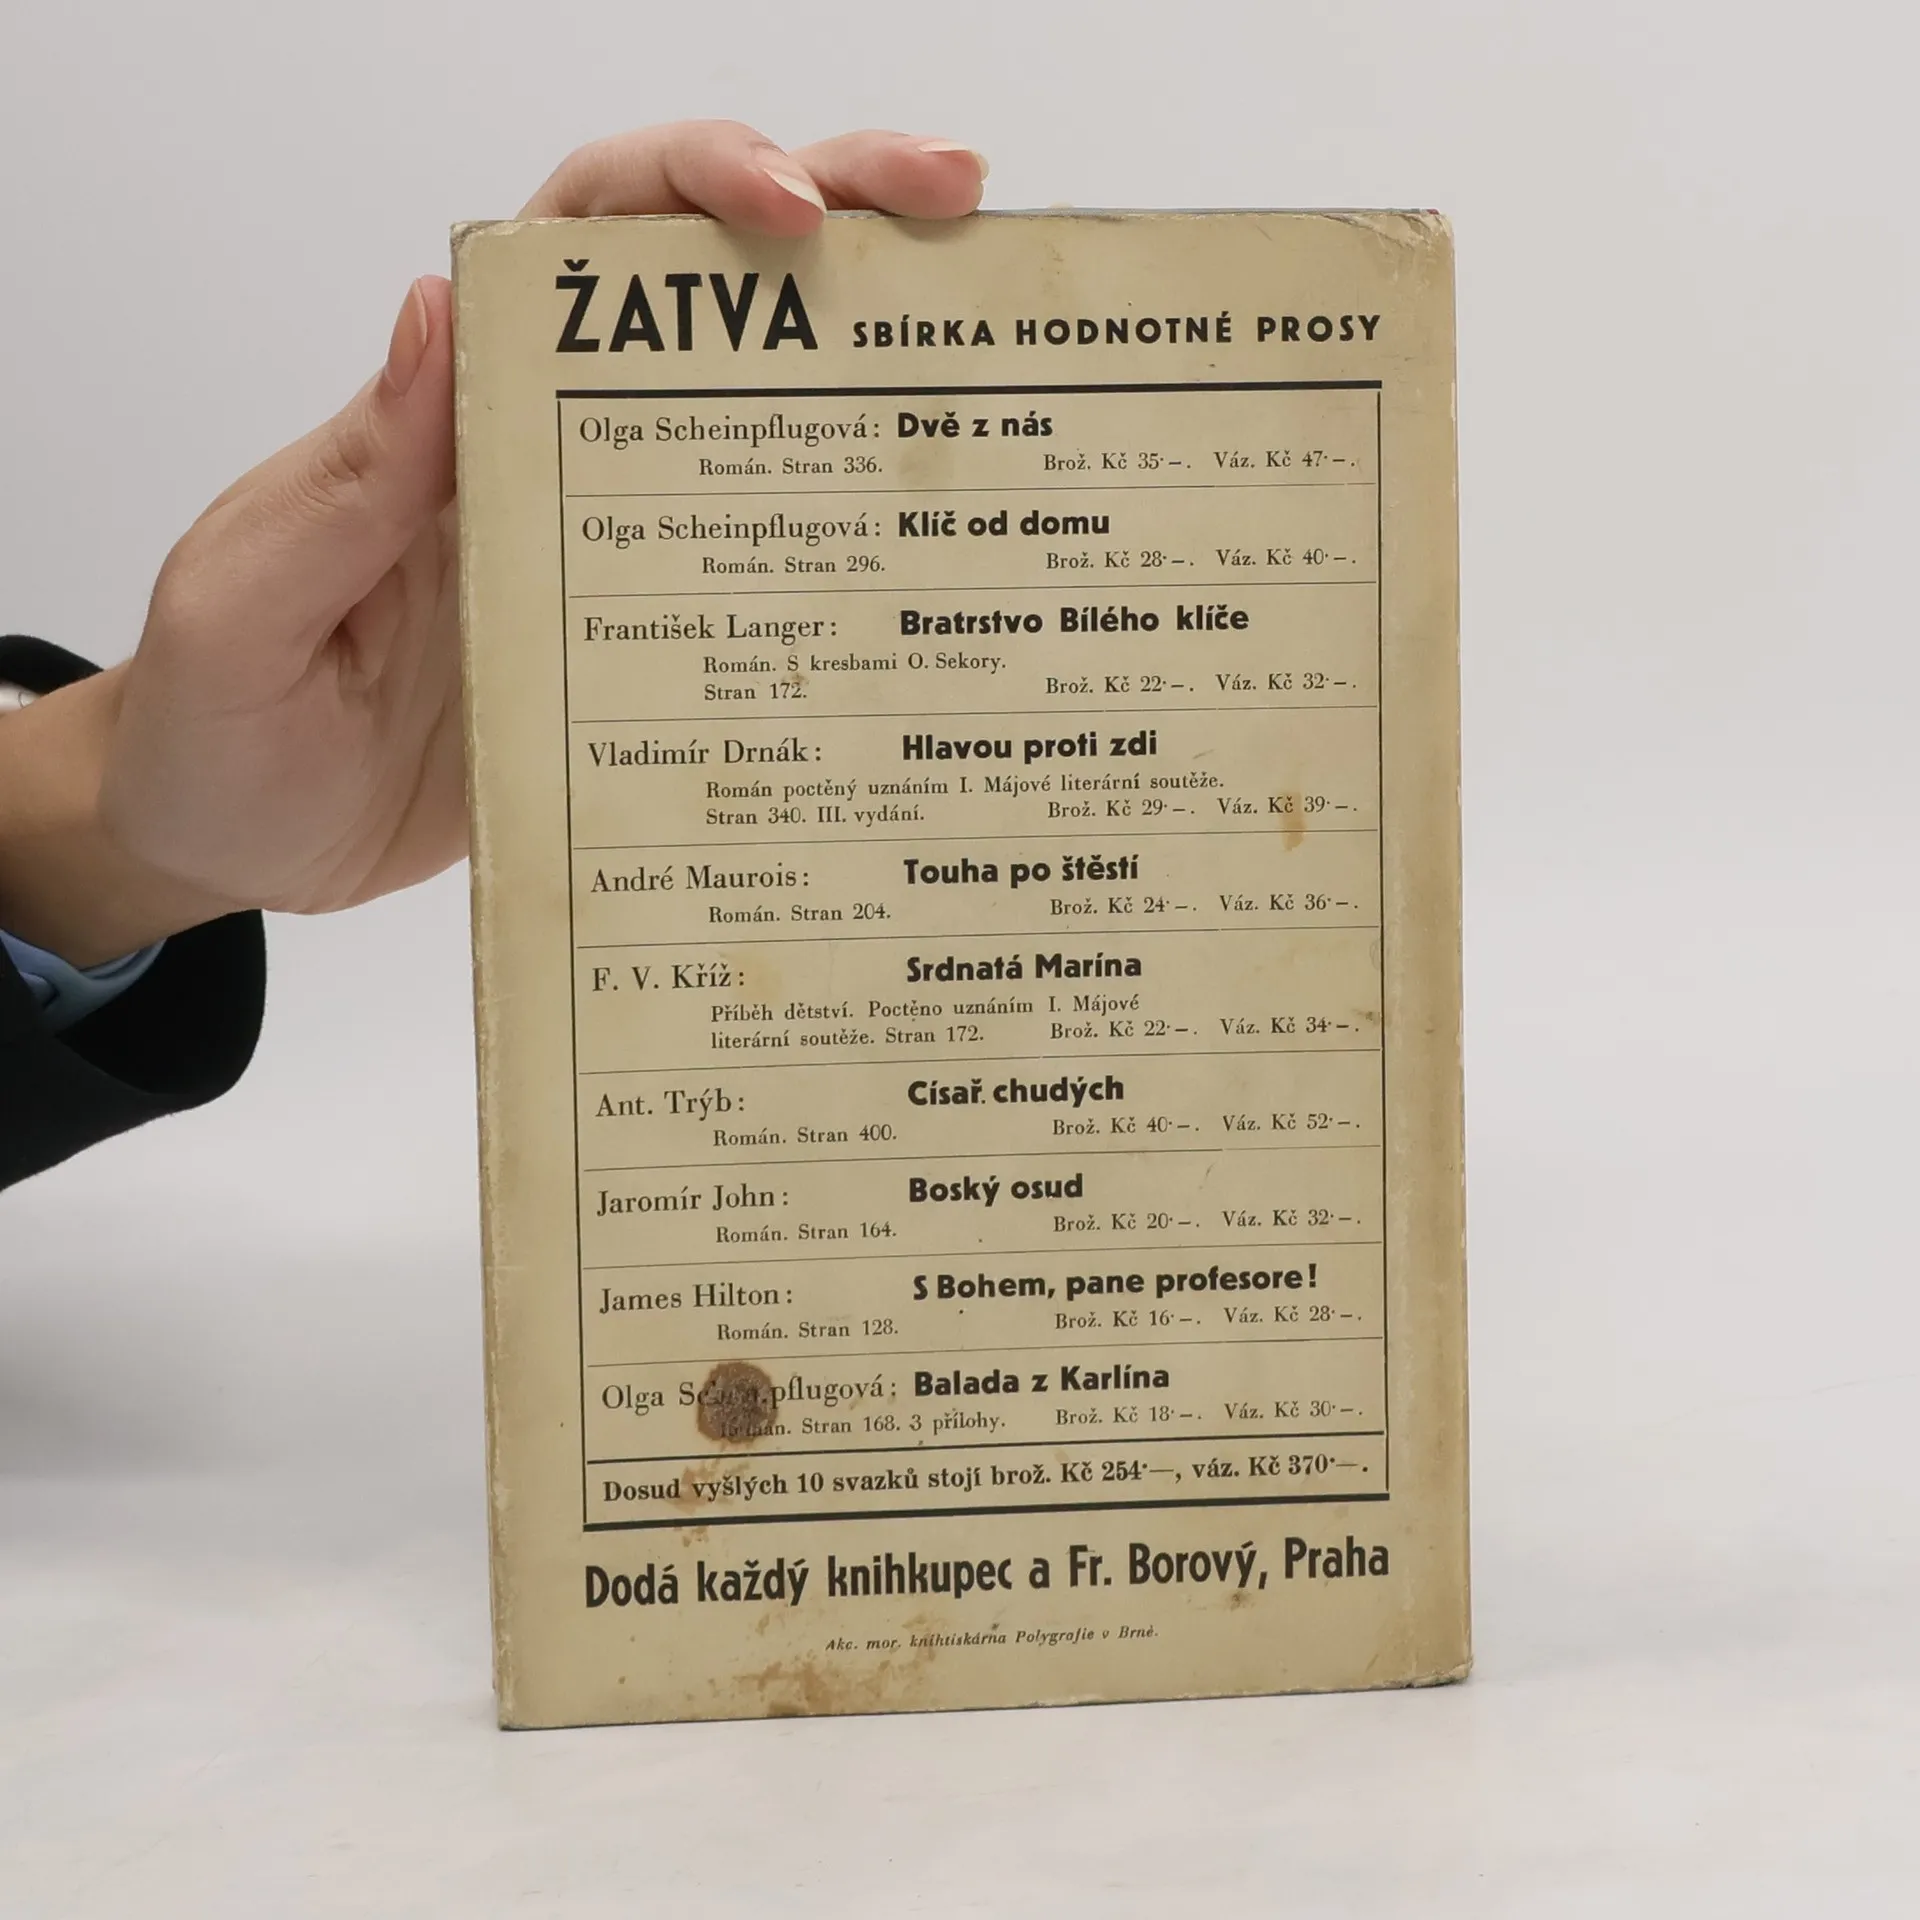 ŽATVA SBÍRKA HODNOTNÉ PROSY
Olga Scheinpflugová: Dvě z nás
Román. Stran 336. Brož. Kč 35·–. Váz. Kč 47·–.
Olga Scheinpflugová: Klíč od domu
Román. Stran 296. Brož. Kč 28·–. Váz. Kč 40·–.
František Langer: Bratrstvo Bílého klíče
Román. S kresbami O. Sekory.
Stran 172. Brož. Kč 22·–. Váz. Kč 32·–.
Vladimír Drnák: Hlavou proti zdi
Román poctěný uznáním I. Májové literární soutěže.
Stran 340. III. vydání. Brož. Kč 29·–. Váz. Kč 39·–.
André Maurois: Touha po štěstí
Román. Stran 204. Brož. Kč 24·–. Váz. Kč 36·–.
F. V. Kříž: Srdnatá Marína
Příběh dětství. Poctěno uznáním I. Májové
literární soutěže. Stran 172. Brož. Kč 22·–. Váz. Kč 34·–.
Ant. Trýb: Císař chudých
Román. Stran 400. Brož. Kč 40·–. Váz. Kč 52·–.
Jaromír John: Boský osud
Román. Stran 164. Brož. Kč 20·–. Váz. Kč 32·–.
James Hilton: S Bohem, pane profesore!
Román. Stran 128. Brož. Kč 16·–. Váz. Kč 28·–.
Olga Scheinpflugová: Balada z Karlína
Román. Stran 168. 3 přílohy. Brož. Kč 18·–. Váz. Kč 30·–.
Dosud vyšlých 10 svazků stojí brož. Kč 254·—, váz. Kč 370·—.
Dodá každý knihkupec a Fr. Borový, Praha
Akc. mor. knihtiskárna Polygrafie v Brně.